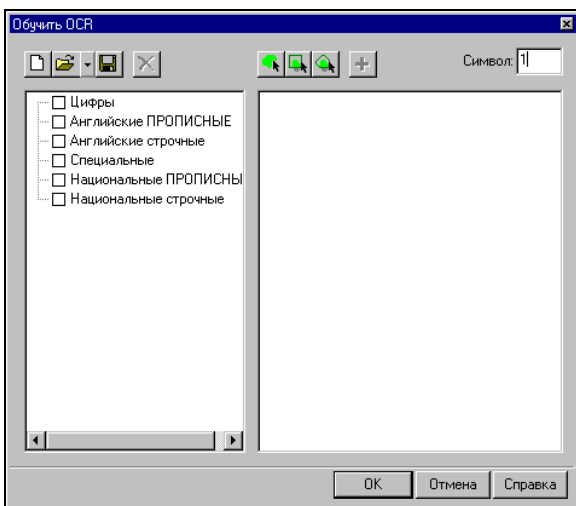 Обучить OCR
Символ: 1
Цифры
Английские ПРОПИСНЫЕ
Английские строчные
Специальные
Национальные ПРОПИСНЫ
Национальные строчные
OK Отмена Справка